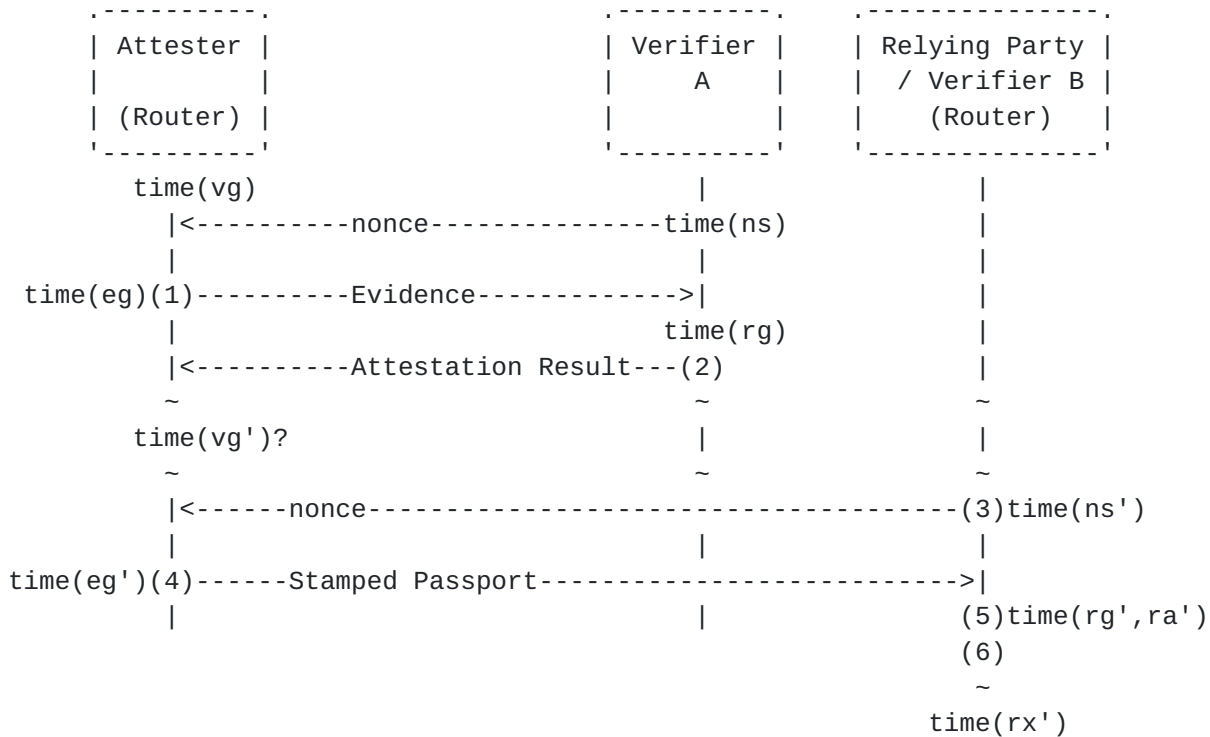 .----------.                     .----------.    .---------------.
| Attester |                     | Verifier |    | Relying Party |
|          |                     |     A    |    |  / Verifier B |
| (Router) |                     |          |    |    (Router)   |
'----------'                     '----------'    '---------------'
time(vg)                            |                 |
|<----------nonce---------------time(ns)             |
|                                 |                 |
time(eg)(1)----------Evidence------------->|                 |
|                              time(rg)             |
|<----------Attestation Result---(2)                |
~                                 ~                 ~
time(vg')?                          |                 |
~                                 ~                 ~
|<------nonce--------------------------------------(3)time(ns')
|                                 |                 |
time(eg')(4)------Stamped Passport--------------------------->|
|                                 |                (5)time(rg',ra')
(6)
~
time(rx')